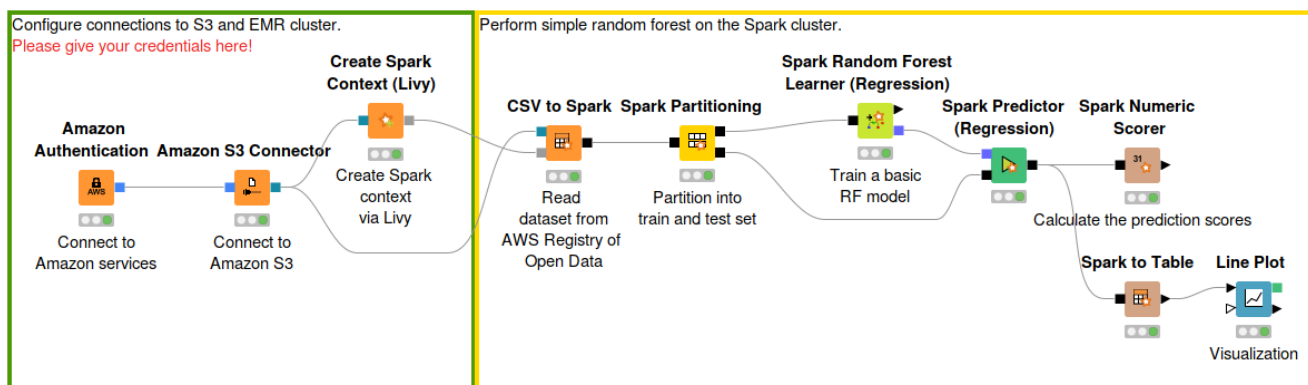 Configure connections to S3 and EMR cluster.
Please give your credentials here!
Perform simple random forest on the Spark cluster.
Amazon
Authentication
AWS
Connect to
Amazon services
Amazon S3 Connector
Connect to
Amazon S3
Create Spark
Context (Livy)
Create Spark
context
via Livy
CSV to Spark
Read
dataset from
AWS Registry of
Open Data
Spark Partitioning
Partition into
train and test set
Spark Random Forest
Learner (Regression)
Train a basic
RF model
Spark Predictor
(Regression)
Spark Numeric
Scorer
31
Calculate the prediction scores
Spark to Table
Line Plot
Visualization